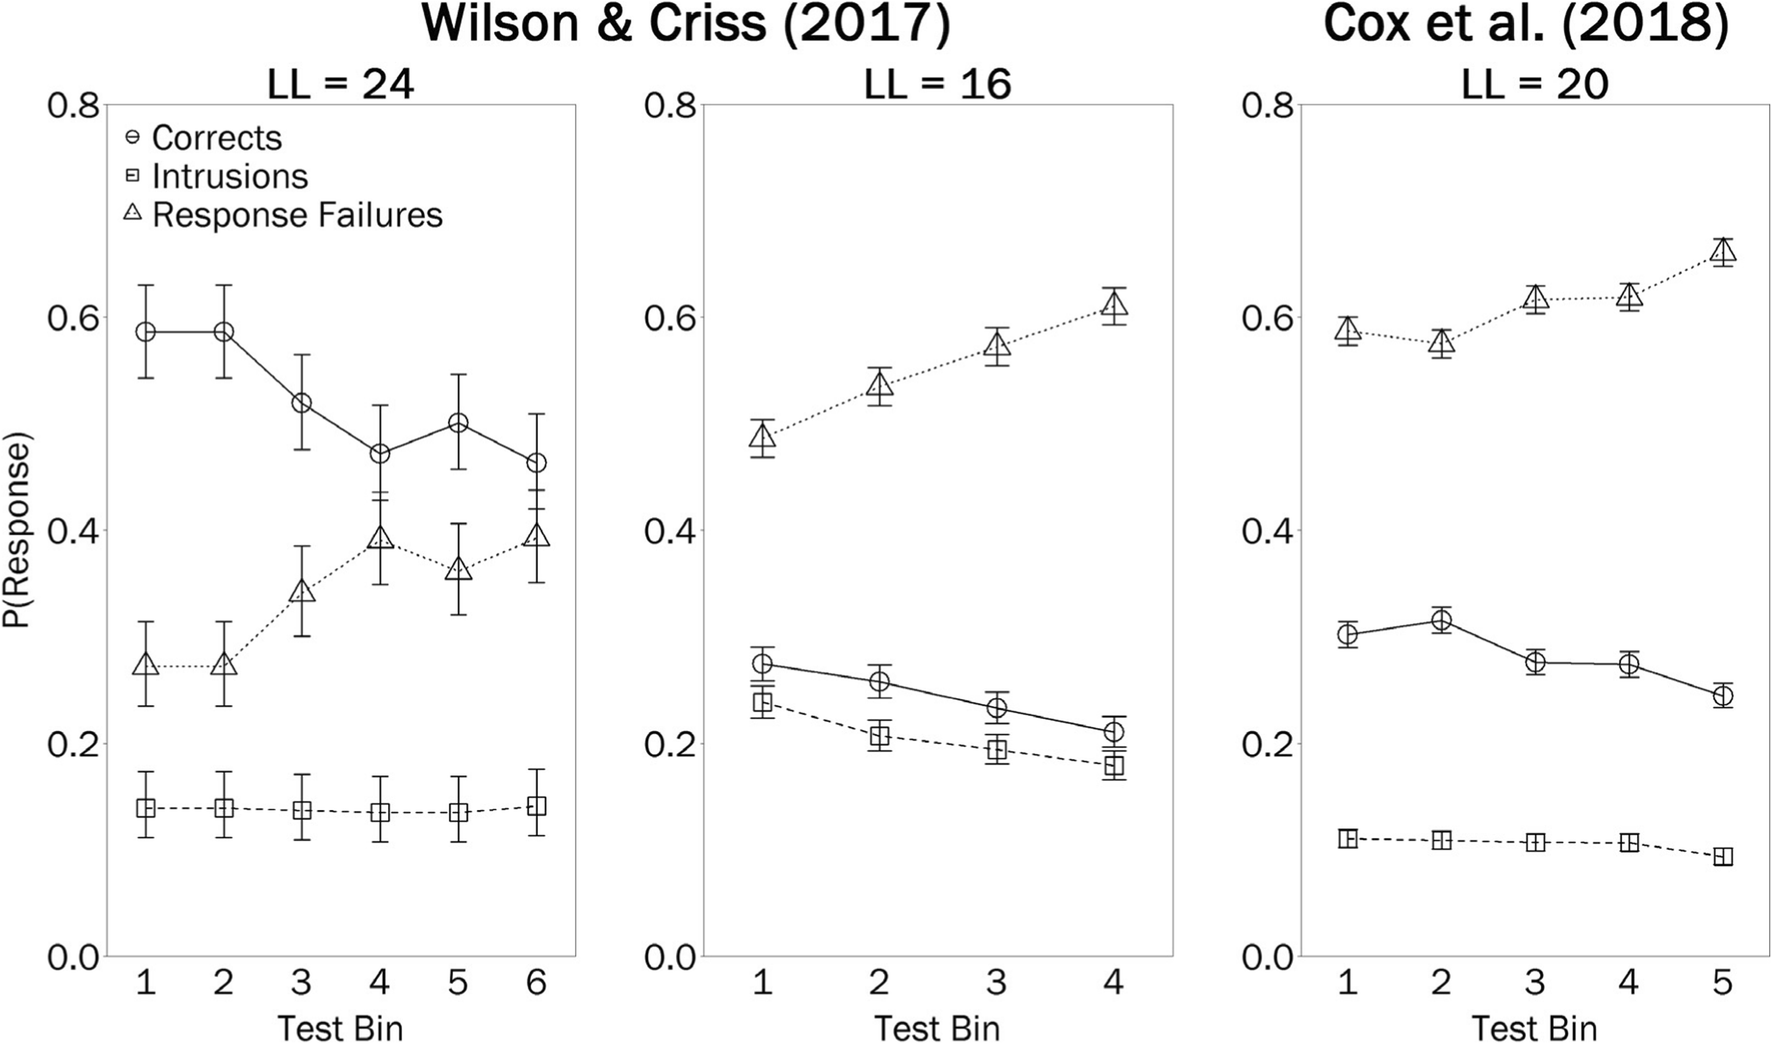 Wilson & Criss (2017)
Cox et al. (2018)
LL = 24
LL = 16
LL = 20
P(Response)
0.8
0.6
0.4
0.2
0.0
Corrects
Intrusions
Response Failures
1 2 3 4 5 6
Test Bin
0.8
0.6
0.4
0.2
0.0
1 2 3 4
Test Bin
0.8
0.6
0.4
0.2
0.0
1 2 3 4 5
Test Bin